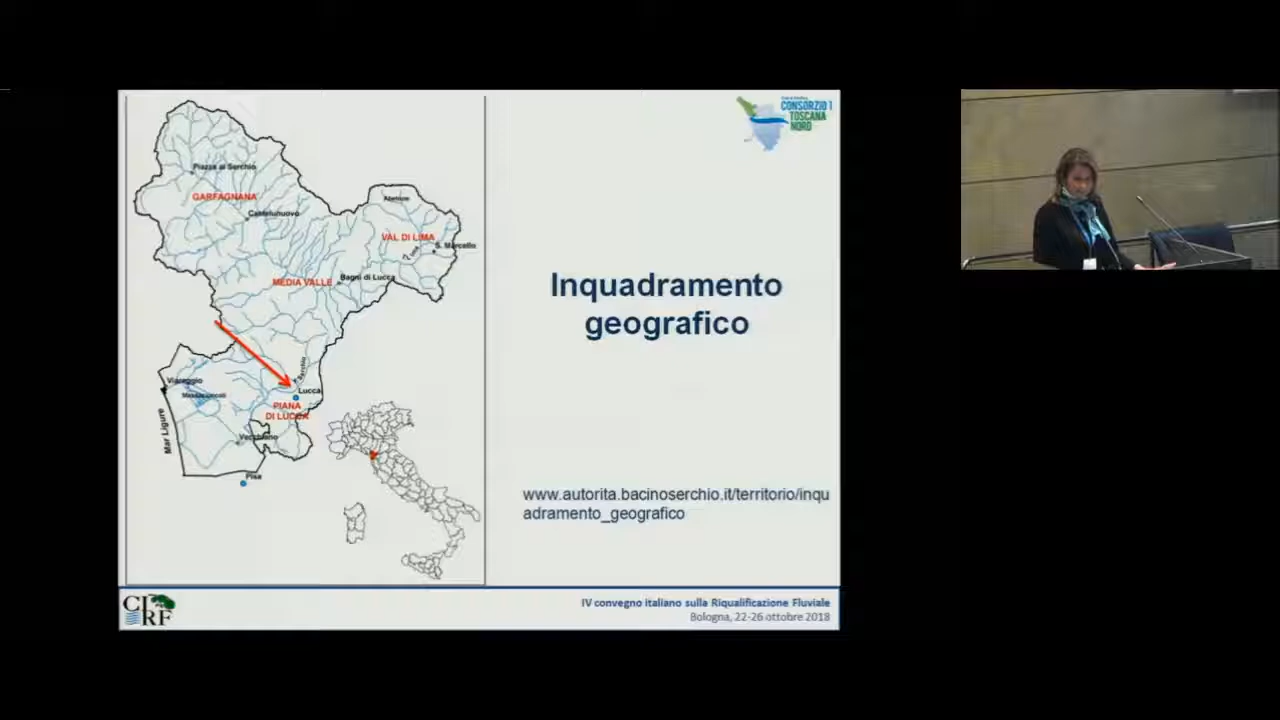 CONSORZIO 1
TOSCANA
NORD
Piazza al Serchio
GARFAGNANA
Castelnuovo
Abetone
VAL DI LIMA
S. Marcello
Lima
Bagni di Lucca
MEDIA VALLE
Serchio
Viareggio
Lucca
PIANA
DI LUCCA
Mar Ligure
Vecchiano
Pisa
Inquadramento
geografico
www.autorita.bacinoserchio.it/territorio/inqu
adramento_geografico
CIRF
IV convegno italiano sulla Riqualificazione Fluviale
Bologna, 22-26 ottobre 2018